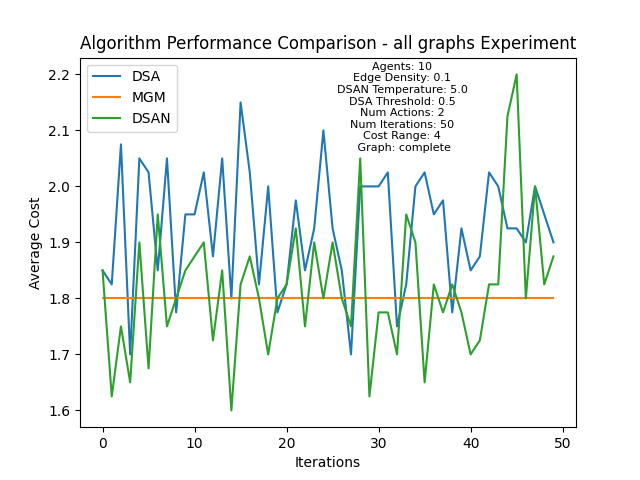 Algorithm Performance Comparison - all graphs Experiment
DSA
MGM
DSAN
Agents: 10
Edge Density: 0.1
DSAN Temperature: 5.0
DSA Threshold: 0.5
Num Actions: 2
Num Iterations: 50
Cost Range: 4
Graph: complete
Average Cost
2.2
2.1
2.0
1.9
1.8
1.7
1.6
0 10 20 30 40 50
Iterations